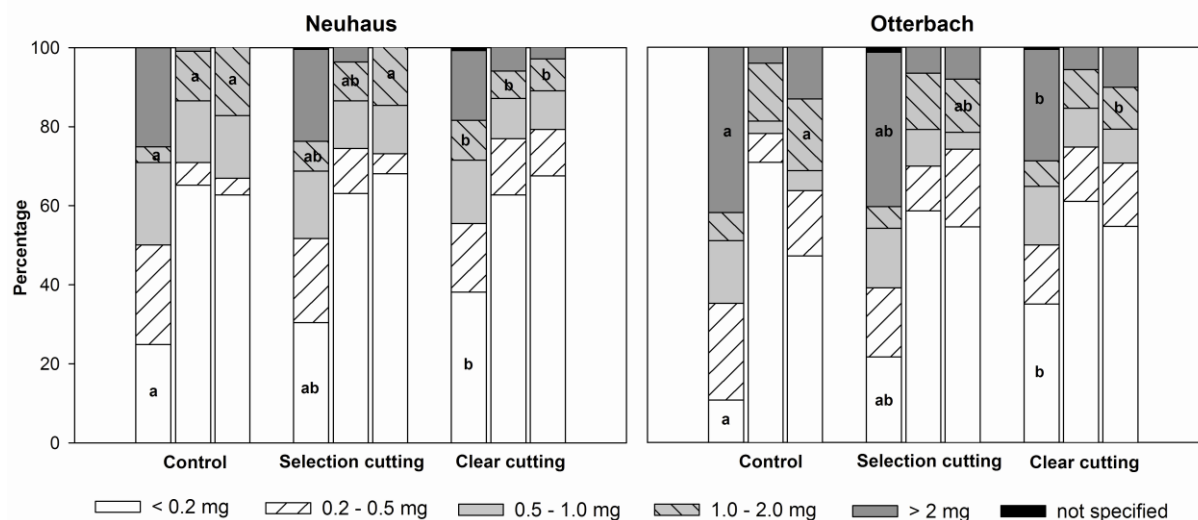 Neuhaus
Otterbach
Percentage
100
80
60
40
20
0
a a a ab ab a b b b
a ab b
a ab b
a a ab ab b b
a ab b
Control Selection cutting Clear cutting
Control Selection cutting Clear cutting
< 0.2 mg 0.2 - 0.5 mg 0.5 - 1.0 mg 1.0 - 2.0 mg > 2 mg not specified